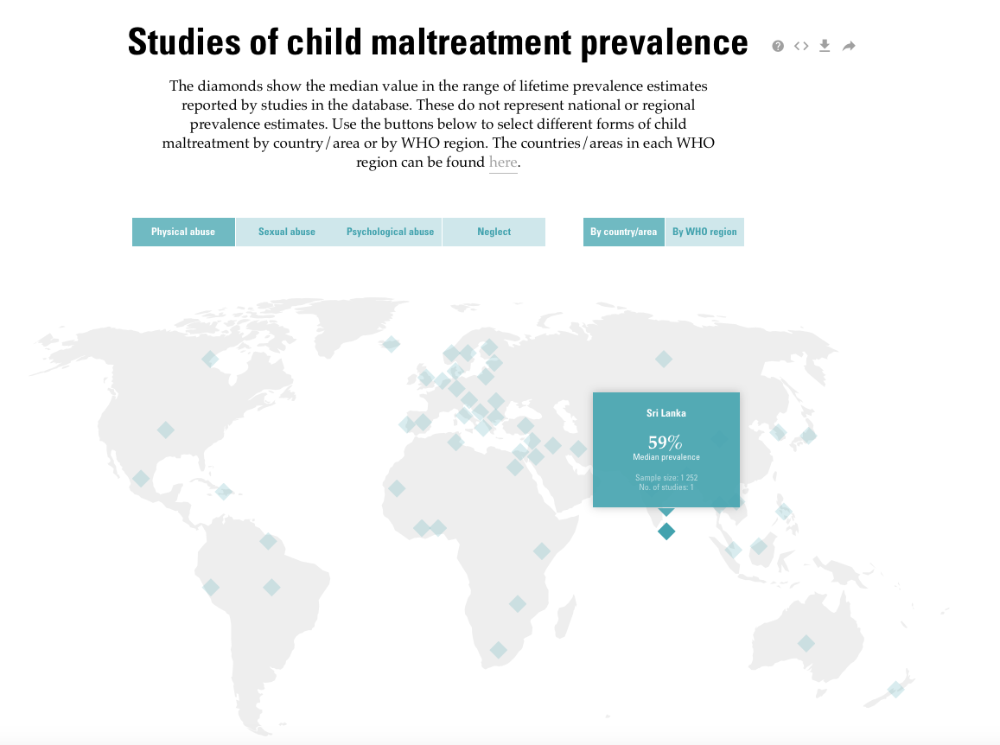 Studies of child maltreatment prevalence
The diamonds show the median value in the range of lifetime prevalence estimates
reported by studies in the database. These do not represent national or regional
prevalence estimates. Use the buttons below to select different forms of child
maltreatment by country/area or by WHO region. The countries/areas in each WHO
region can be found here.
Physical abuse Sexual abuse Psychological abuse Neglect By country/area By WHO region
Sri Lanka
59%
Median prevalence
Sample size: 1 252
No. of studies: 1